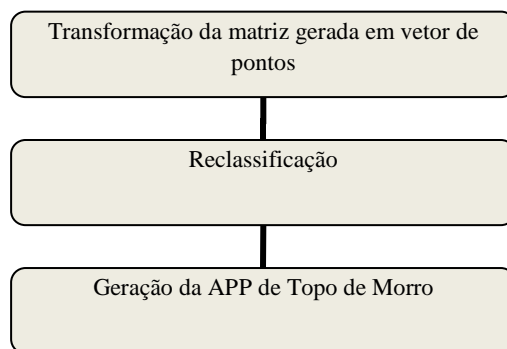 Transformação da matriz gerada em vetor de
pontos
Reclassificação
Geração da APP de Topo de Morro